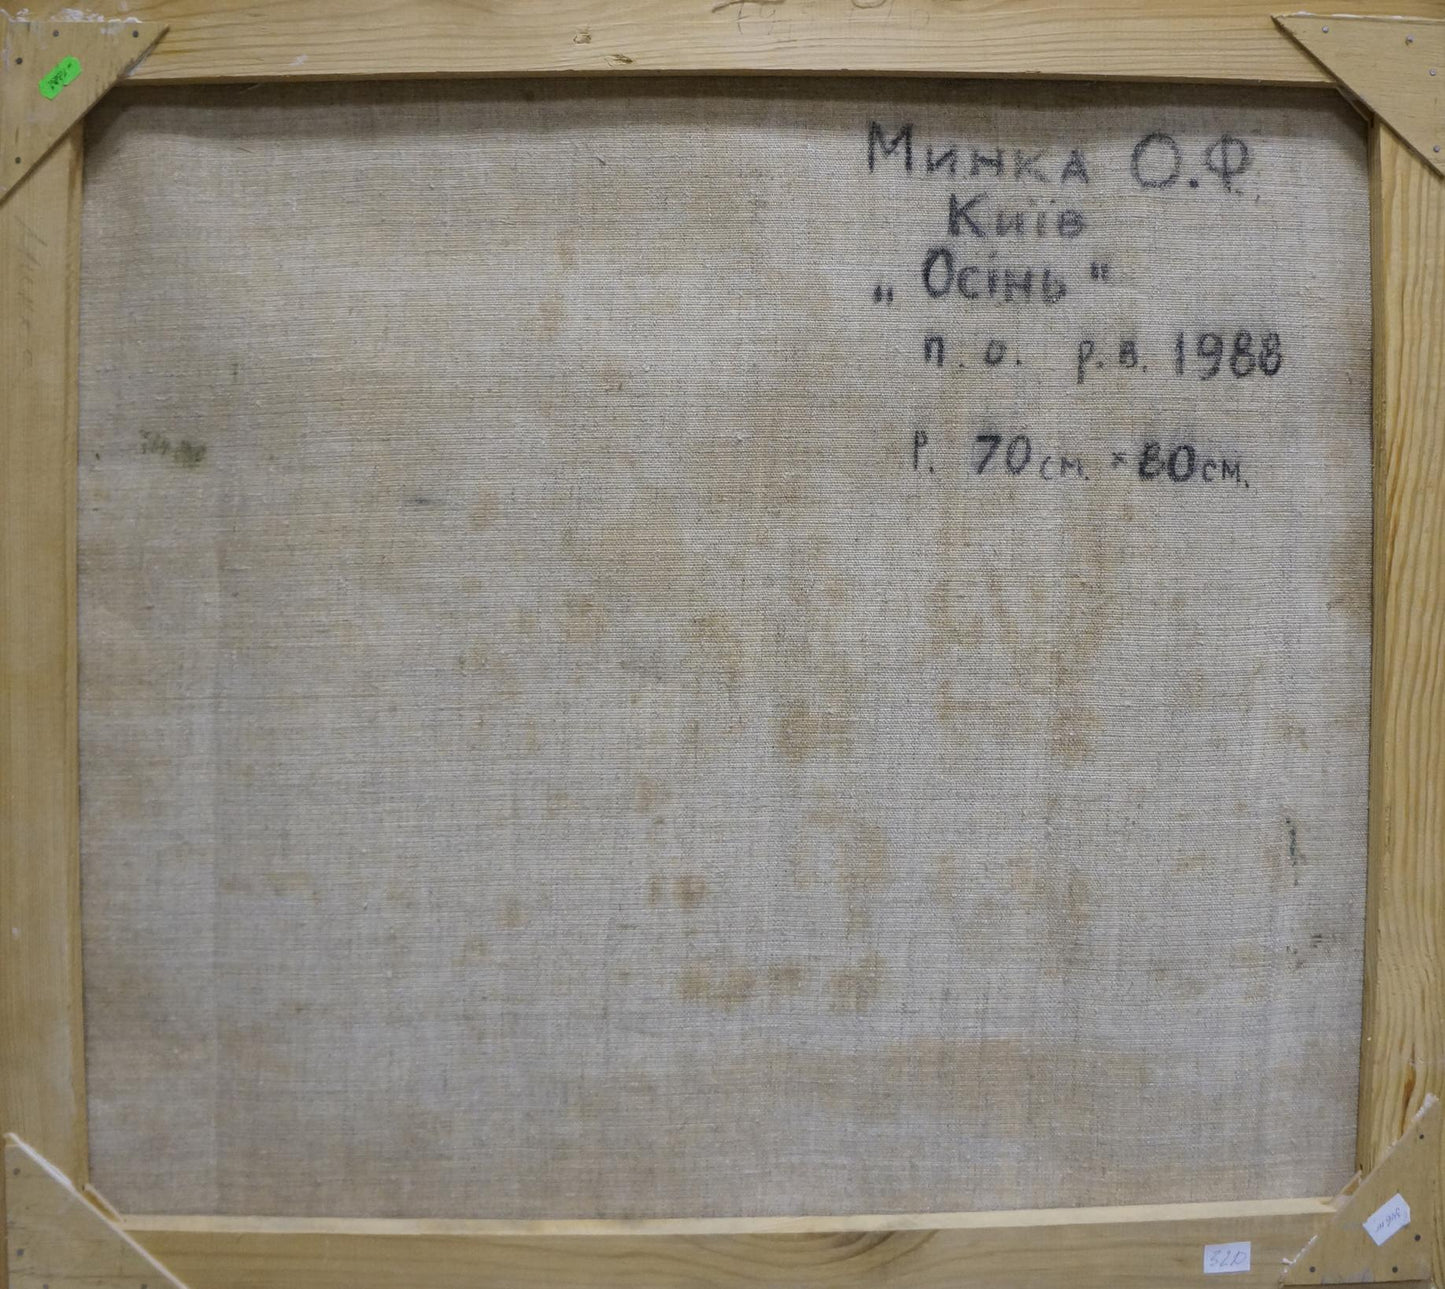 Минка О.Ф.
Київ
„Осінь"
п.о. р.в. 1988
Р. 70см. × 80см.